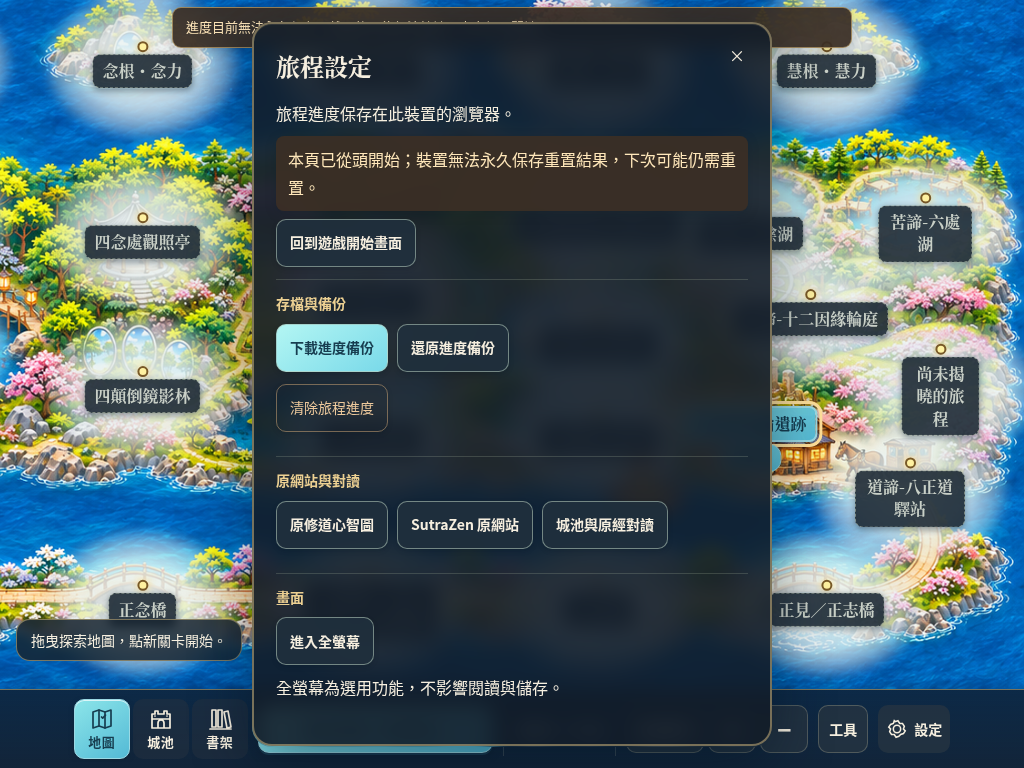 進度目前無法
旅程設定
旅程進度保存在此裝置的瀏覽器。
本頁已從頭開始；裝置無法永久保存重置結果，下次可能仍需重
置。
回到遊戲開始畫面
存檔與備份
下載進度備份
還原進度備份
清除旅程進度
原網站與對讀
原修道心智圖
SutraZen 原網站
城池與原經對讀
畫面
進入全螢幕
全螢幕為選用功能，不影響閱讀與儲存。
念根・念力
慧根・慧力
四念處觀照亭
苦諦-六處
湖
湖
-十二因緣輪庭
四顛倒鏡影林
尚未揭
曉的旅
程
遺跡
道諦-八正道
驛站
正念橋
正見／正志橋
拖曳探索地圖，點新關卡開始。
地圖
城池
書架
工具
設定